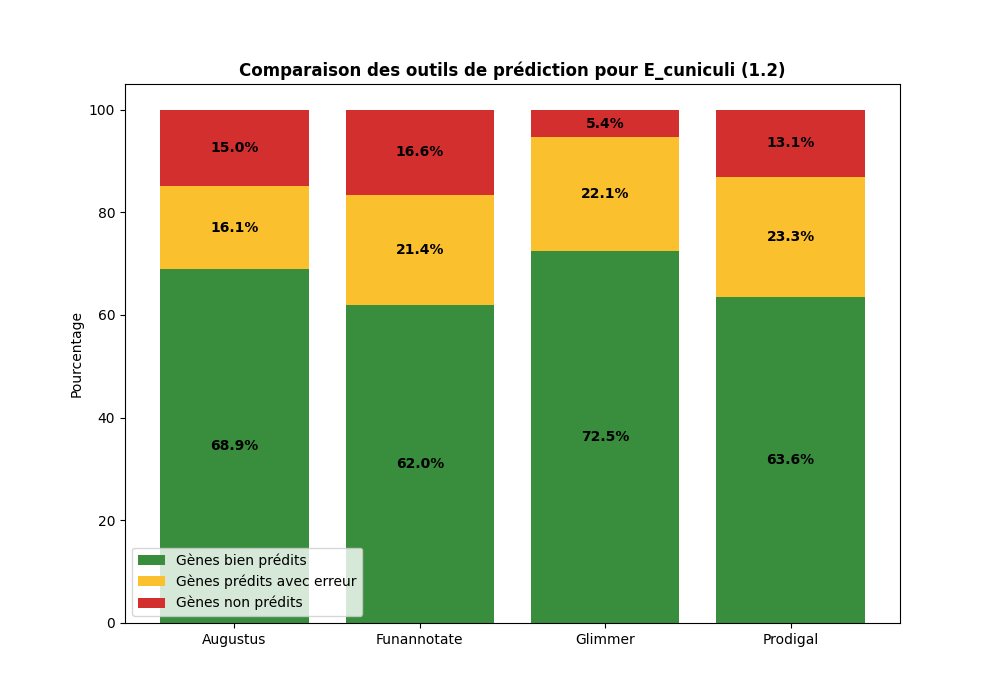 Comparaison des outils de prédiction pour E_cuniculi (1.2)
Pourcentage
100
80
60
40
20
0
15.0%
16.1%
68.9%
16.6%
21.4%
62.0%
5.4%
22.1%
72.5%
13.1%
23.3%
63.6%
Gènes bien prédits
Gènes prédits avec erreur
Gènes non prédits
Augustus
Funannotate
Glimmer
Prodigal